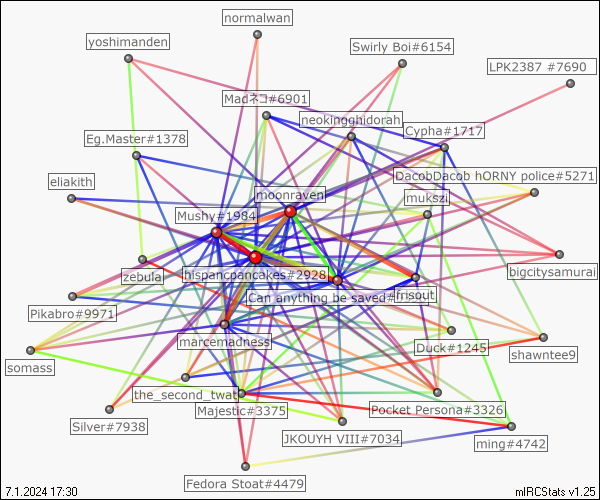 normalwan
yoshimanden
Swirly Boi#6154
LPK2387 #7690
Madネコ#6901
neokingghidorah
Cypha#1717
Eg.Master#1378
DacobDacob hORNY police#5271
eliakith
moonraven
mukszi
Mushy#1984
zebula
hispancpancakes#2928
bigcitysamurai
Can anything be saved#
frisout
Pikabro#9971
marcemadness
Duck#1245
shawntee9
somass
the_second_twat
Majestic#3375
Pocket Persona#3326
Silver#7938
JKOUYH VIII#7034
ming#4742
Fedora Stoat#4479
7.1.2024 17:30
mIRCStats v1.25